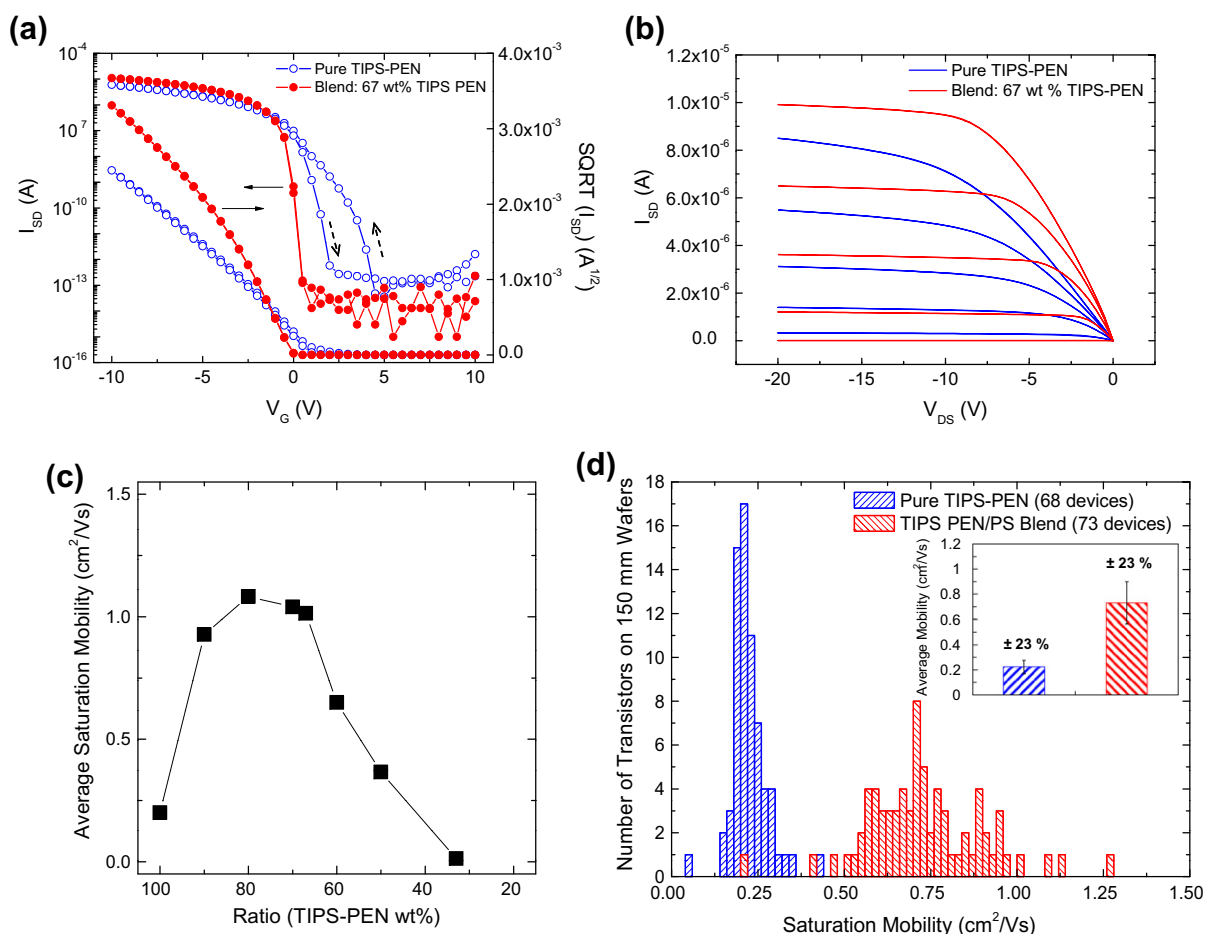 (a)
10^-4
10^-7
10^-10
10^-13
10^-16
I_SD (A)
4.0x10^-3
3.0x10^-3
2.0x10^-3
1.0x10^-3
0.0
SQRT (I_SD) (A^1/2)
Pure TIPS-PEN
Blend: 67 wt% TIPS PEN
-10 -5 0 5 10
V_G (V)
(b)
1.2x10^-5
1.0x10^-5
8.0x10^-6
6.0x10^-6
4.0x10^-6
2.0x10^-6
0.0
I_SD (A)
Pure TIPS-PEN
Blend: 67 wt % TIPS-PEN
-20 -15 -10 -5 0
V_DS (V)
(c)
1.5
1.0
0.5
0.0
Average Saturation Mobility (cm^2/Vs)
100 80 60 40 20
Ratio (TIPS-PEN wt%)
(d)
18
16
14
12
10
8
6
4
2
0
Number of Transistors on 150 mm Wafers
Pure TIPS-PEN (68 devices)
TIPS PEN/PS Blend (73 devices)
1.2
1
0.8
0.6
0.4
0.2
0
Average Mobility (cm^2/Vs)
± 23 %
± 23 %
0.00 0.25 0.50 0.75 1.00 1.25 1.50
Saturation Mobility (cm^2/Vs)